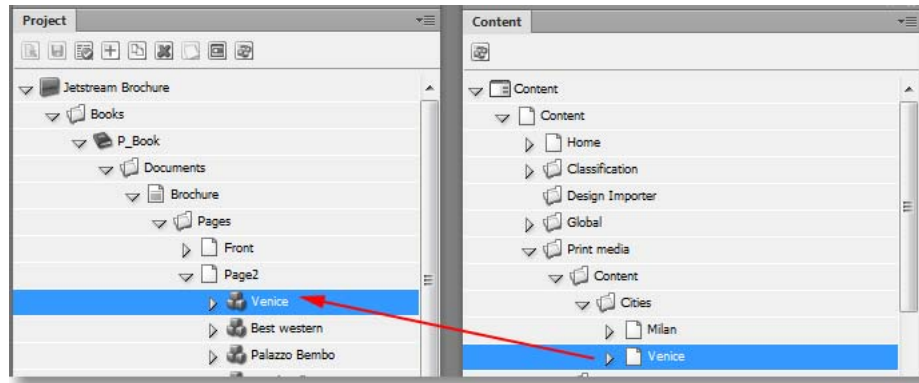 Project
Jetstream Brochure
Books
P_Book
Documents
Brochure
Pages
Front
Page2
Venice
Best western
Palazzo Bembo
Content
Content
Content
Home
Classification
Design Importer
Global
Print media
Content
Cities
Milan
Venice